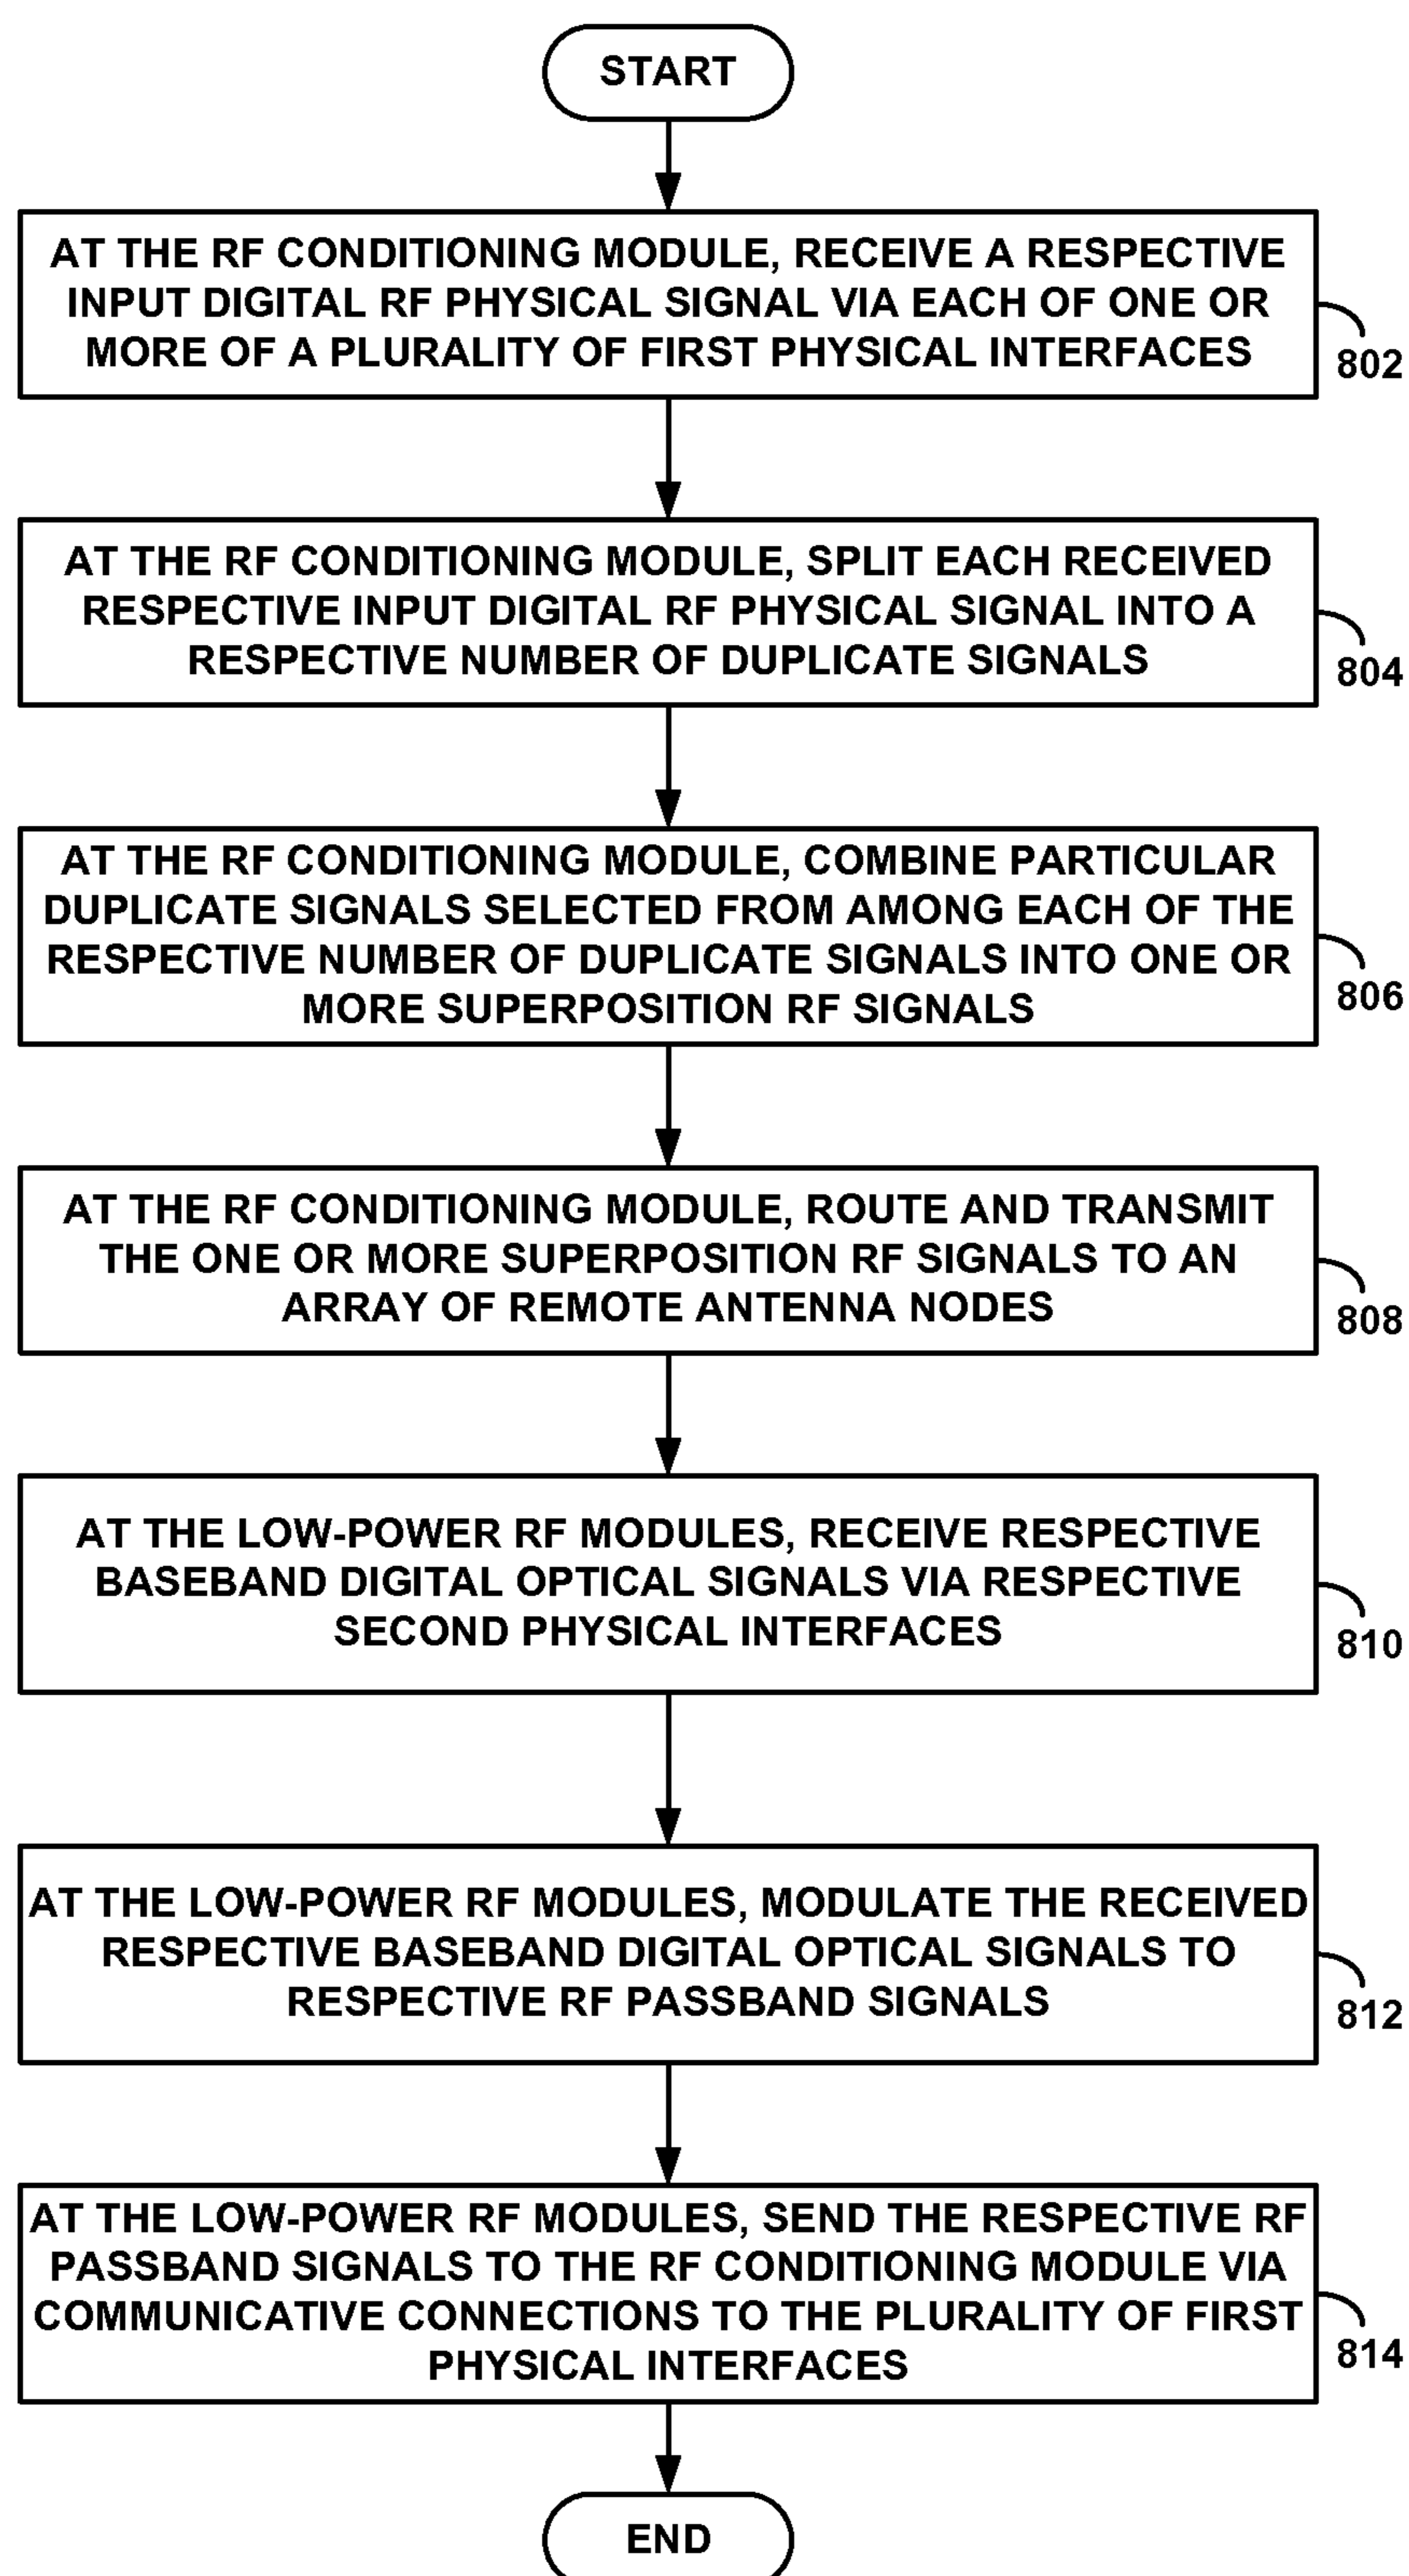 START
AT THE RF CONDITIONING MODULE, RECEIVE A RESPECTIVE
INPUT DIGITAL RF PHYSICAL SIGNAL VIA EACH OF ONE OR
MORE OF A PLURALITY OF FIRST PHYSICAL INTERFACES
802
AT THE RF CONDITIONING MODULE, SPLIT EACH RECEIVED
RESPECTIVE INPUT DIGITAL RF PHYSICAL SIGNAL INTO A
RESPECTIVE NUMBER OF DUPLICATE SIGNALS
804
AT THE RF CONDITIONING MODULE, COMBINE PARTICULAR
DUPLICATE SIGNALS SELECTED FROM AMONG EACH OF THE
RESPECTIVE NUMBER OF DUPLICATE SIGNALS INTO ONE OR
MORE SUPERPOSITION RF SIGNALS
806
AT THE RF CONDITIONING MODULE, ROUTE AND TRANSMIT
THE ONE OR MORE SUPERPOSITION RF SIGNALS TO AN
ARRAY OF REMOTE ANTENNA NODES
808
AT THE LOW-POWER RF MODULES, RECEIVE RESPECTIVE
BASEBAND DIGITAL OPTICAL SIGNALS VIA RESPECTIVE
SECOND PHYSICAL INTERFACES
810
AT THE LOW-POWER RF MODULES, MODULATE THE RECEIVED
RESPECTIVE BASEBAND DIGITAL OPTICAL SIGNALS TO
RESPECTIVE RF PASSBAND SIGNALS
812
AT THE LOW-POWER RF MODULES, SEND THE RESPECTIVE RF
PASSBAND SIGNALS TO THE RF CONDITIONING MODULE VIA
COMMUNICATIVE CONNECTIONS TO THE PLURALITY OF FIRST
PHYSICAL INTERFACES
814
END